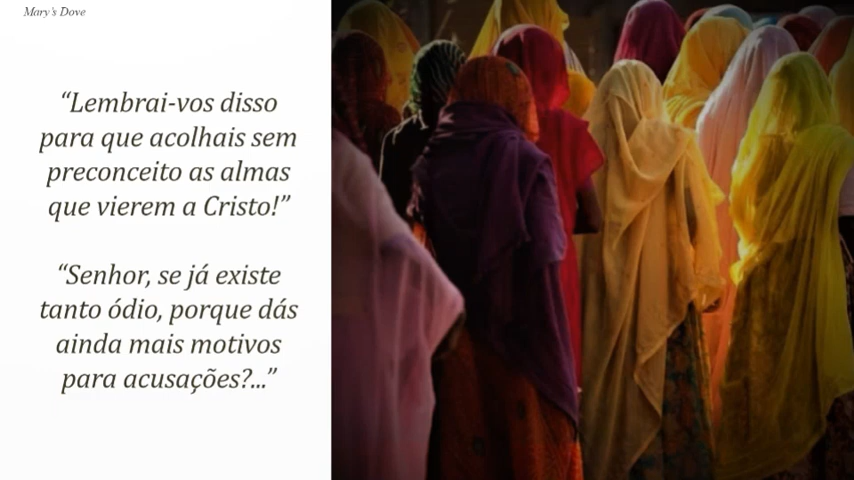 Mary's Dove
“Lembrai-vos disso
para que acolhais sem
preconceito as almas
que vierem a Cristo!”
“Senhor, se já existe
tanto ódio, porque dás
ainda mais motivos
para acusações?...”